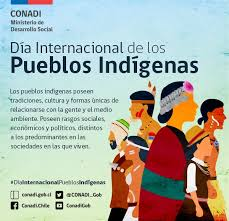 CONADI
Ministerio de
Desarrollo Social
Día Internacional de los
Pueblos Indígenas
Los pueblos indígenas poseen
tradiciones, cultura y formas únicas de
relacionarse con la gente y el medio
ambiente. Poseen rasgos sociales,
económicos y políticos, distintos
a los predominantes en las
sociedades en las que viven.
#DíaInternacionalPueblosIndígenas
conadi.gob.cl @CONADI_Gob
Conadi.Chile ConadiGob